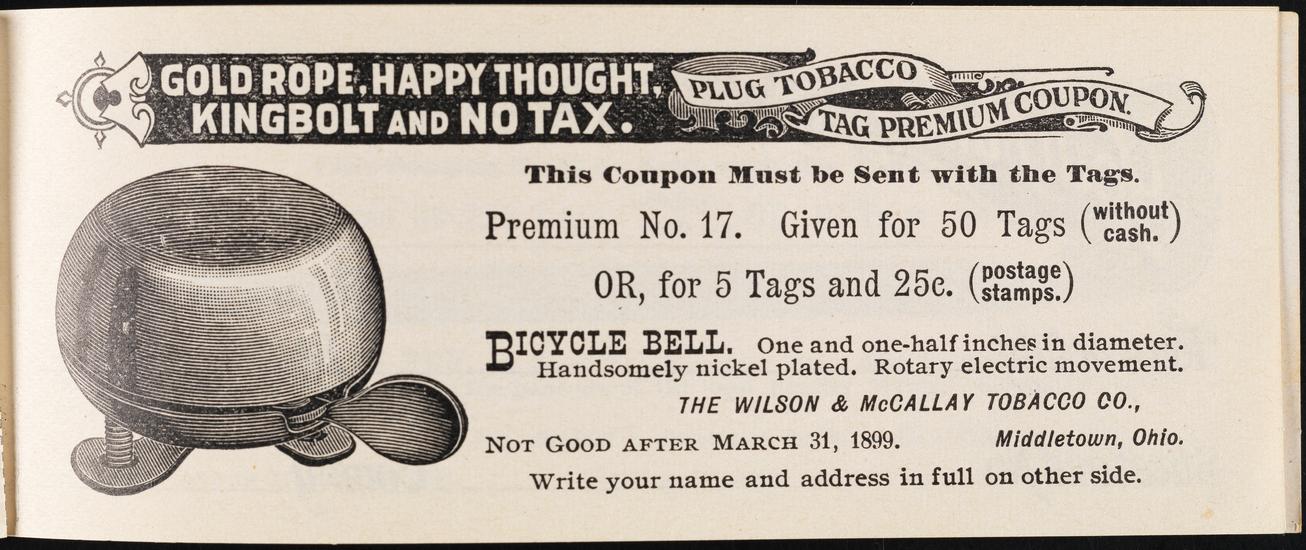 GOLD ROPE, HAPPY THOUGHT,
KINGBOLT AND NO TAX.
PLUG TOBACCO
TAG PREMIUM COUPON.
This Coupon Must be Sent with the Tags.
Premium No. 17. Given for 50 Tags (without cash.)
OR, for 5 Tags and 25c. (postage stamps.)
BICYCLE BELL. One and one-half inches in diameter.
Handsomely nickel plated. Rotary electric movement.
THE WILSON & McCALLAY TOBACCO CO.,
NOT GOOD AFTER MARCH 31, 1899. Middletown, Ohio.
Write your name and address in full on other side.